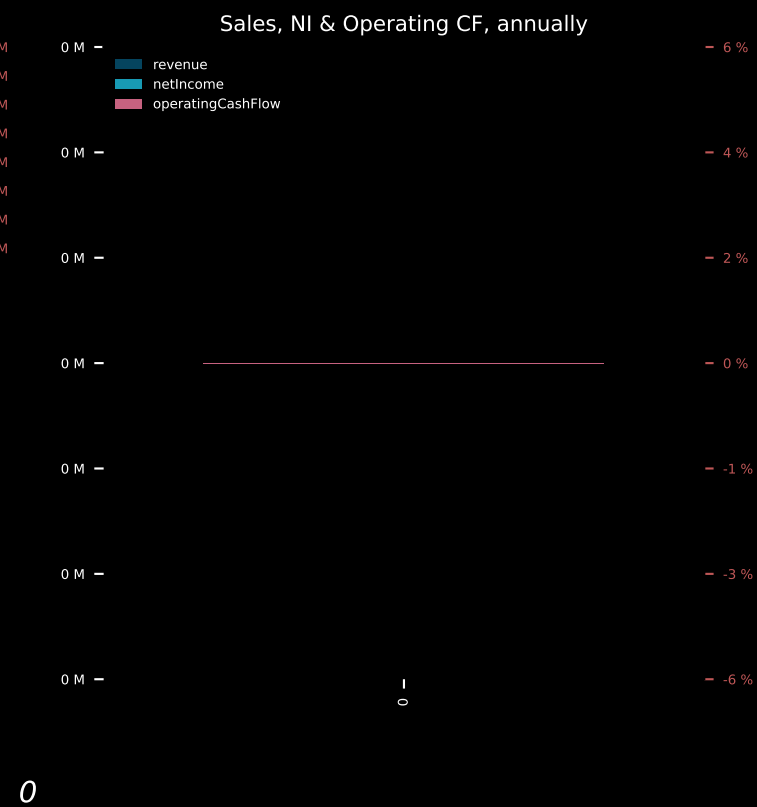 Sales, NI & Operating CF, annually
M
M
M
M
M
M
M
M
0 M
0 M
0 M
0 M
0 M
0 M
0 M
revenue
netIncome
operatingCashFlow
6 %
4 %
2 %
0 %
-1 %
-3 %
-6 %
0
0